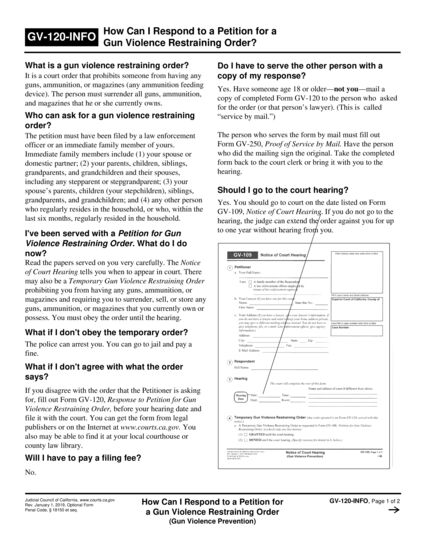 GV-120-INFO
How Can I Respond to a Petition for a
Gun Violence Restraining Order?
What is a gun violence restraining order?
It is a court order that prohibits someone from having any
guns, ammunition, or magazines (any ammunition feeding
device). The person must surrender all guns, ammunition,
and magazines that he or she currently owns.
Who can ask for a gun violence restraining
order?
The petition must have been filed by a law enforcement
officer or an immediate family member of yours.
Immediate family members include (1) your spouse or
domestic partner; (2) your parents, children, siblings,
grandparents, and grandchildren and their spouses,
including any stepparent or stepgrandparent; (3) your
spouse's parents, children (your stepchildren), siblings,
grandparents, and grandchildren; and (4) any other person
who regularly resides in the household, or who, within the
last six months, regularly resided in the household.
I've been served with a Petition for Gun
Violence Restraining Order. What do I do
now?
Read the papers served on you very carefully. The Notice
of Court Hearing tells you when to appear in court. There
may also be a Temporary Gun Violence Restraining Order
prohibiting you from having any guns, ammunition, or
magazines and requiring you to surrender, sell, or store any
guns, ammunition, or magazines that you currently own or
possess. You must obey the order until the hearing.
What if I don't obey the temporary order?
The police can arrest you. You can go to jail and pay a
fine.
What if I don't agree with what the order
says?
If you disagree with the order that the Petitioner is asking
for, fill out Form GV-120, Response to Petition for Gun
Violence Restraining Order, before your hearing date and
file it with the court. You can get the form from legal
publishers or on the Internet at www.courts.ca.gov. You
also may be able to find it at your local courthouse or
county law library.
Will I have to pay a filing fee?
No.
Do I have to serve the other person with a
copy of my response?
Yes. Have someone age 18 or older—not you—mail a
copy of completed Form GV-120 to the person who asked
for the order (or that person's lawyer). (This is called
“service by mail.”)
The person who serves the form by mail must fill out
Form GV-250, Proof of Service by Mail. Have the person
who did the mailing sign the original. Take the completed
form back to the court clerk or bring it with you to the
hearing.
Should I go to the court hearing?
Yes. You should go to court on the date listed on Form
GV-109, Notice of Court Hearing. If you do not go to the
hearing, the judge can extend the order against you for up
to one year without hearing from you.
GV-109 Notice of Court Hearing
1 Petitioner
2 Respondent
Full Name:
3 Hearing
Hearing
Date
4 Temporary Gun Violence Restraining Order
Notice of Court Hearing
(Gun Violence Prevention)
Judicial Council of California, www.courts.ca.gov
Rev. January 1, 2019, Optional Form
Penal Code, § 18150 et seq.
How Can I Respond to a Petition for
a Gun Violence Restraining Order
(Gun Violence Prevention)
GV-120-INFO, Page 1 of 2